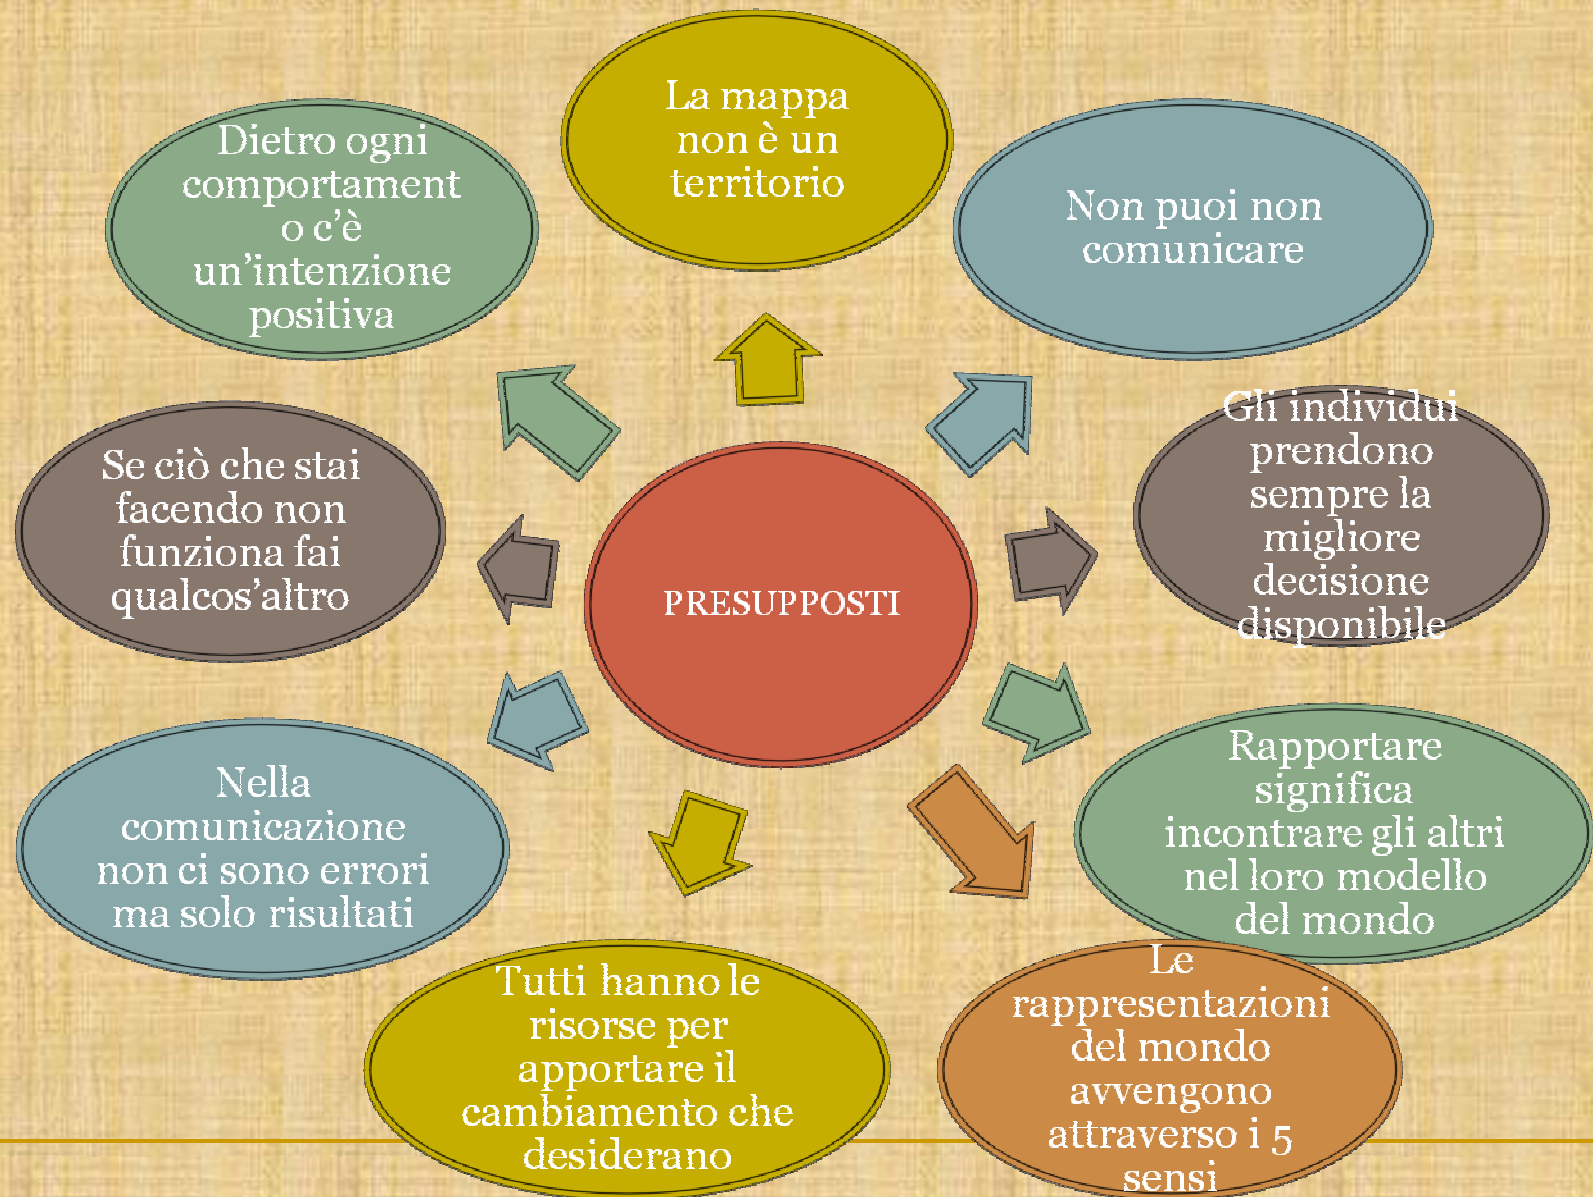 La mappa
non è un
territorio
Non puoi non
comunicare
Gli individui
prendono
sempre la
migliore
decisione
disponibile
Rapportare
significa
incontrare gli altri
nel loro modello
del mondo
Le
rappresentazioni
del mondo
avvengono
attraverso i 5
sensi
Tutti hanno le
risorse per
apportare il
cambiamento che
desiderano
Nella
comunicazione
non ci sono errori
ma solo risultati
Se ciò che stai
facendo non
funziona fai
qualcos'altro
Dietro ogni
comportament
o c'è
un'intenzione
positiva
PRESUPPOSTI